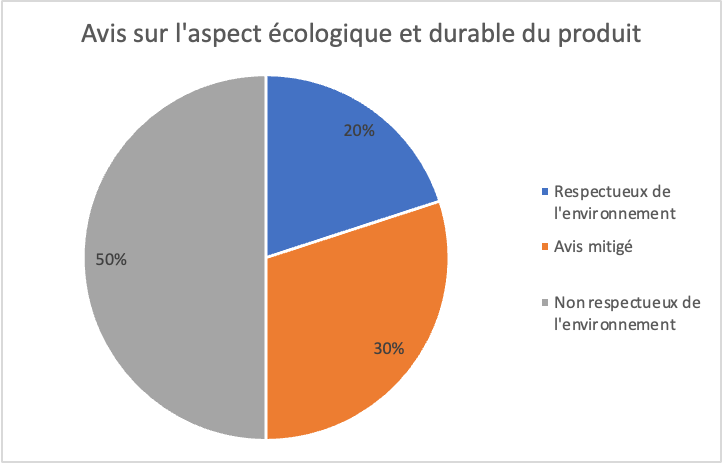 Avis sur l'aspect écologique et durable du produit
20%
50%
30%
Respectueux de
l'environnement
Avis mitigé
Non respectueux de
l'environnement